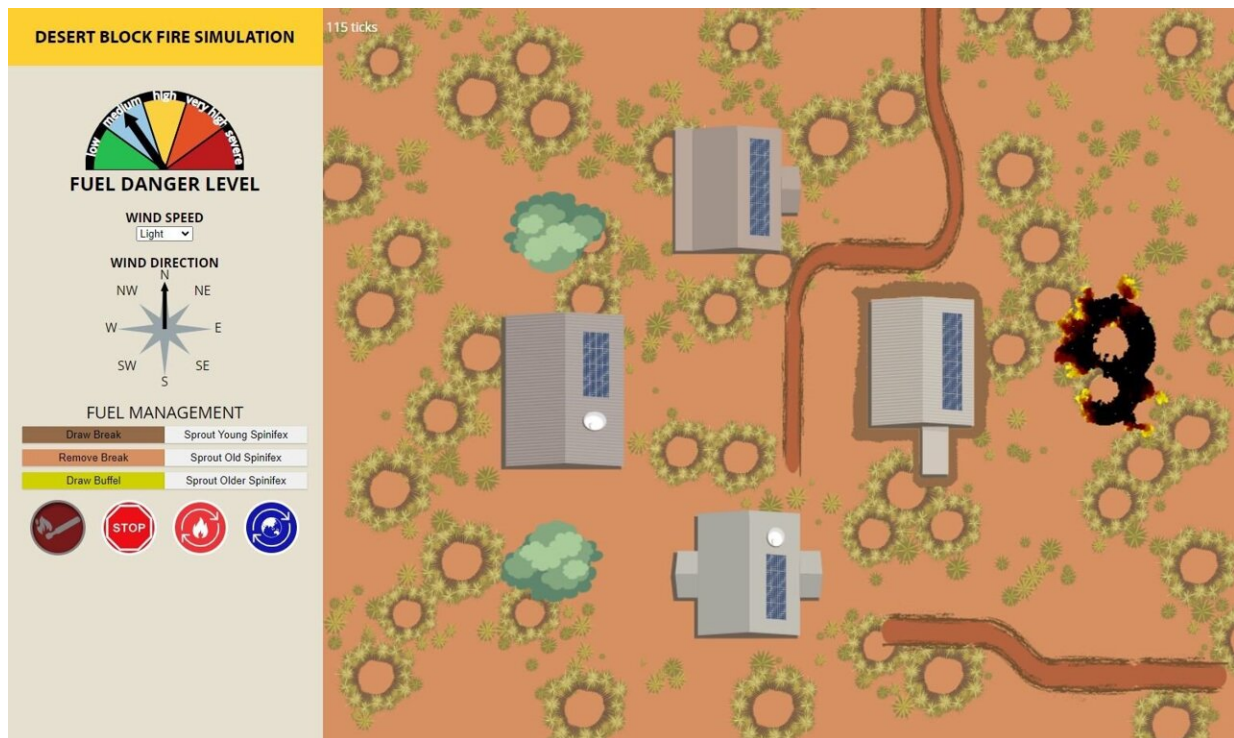 DESERT BLOCK FIRE SIMULATION
115 ticks
low
medium
high
very high
severe
FUEL DANGER LEVEL
WIND SPEED
Light
WIND DIRECTION
N
NW NE
W E
SW SE
S
FUEL MANAGEMENT
Draw Break Sprout Young Spinifex
Remove Break Sprout Old Spinifex
Draw Buffel Sprout Older Spinifex
STOP